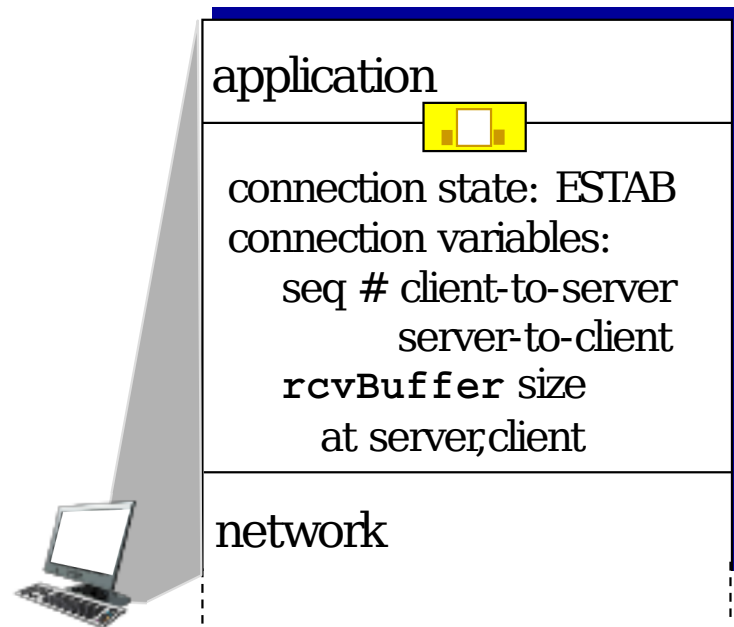 application
connection state: ESTAB
connection variables:
seq # client-to-server
server-to-client
rcvBuffer size
at server,client
network